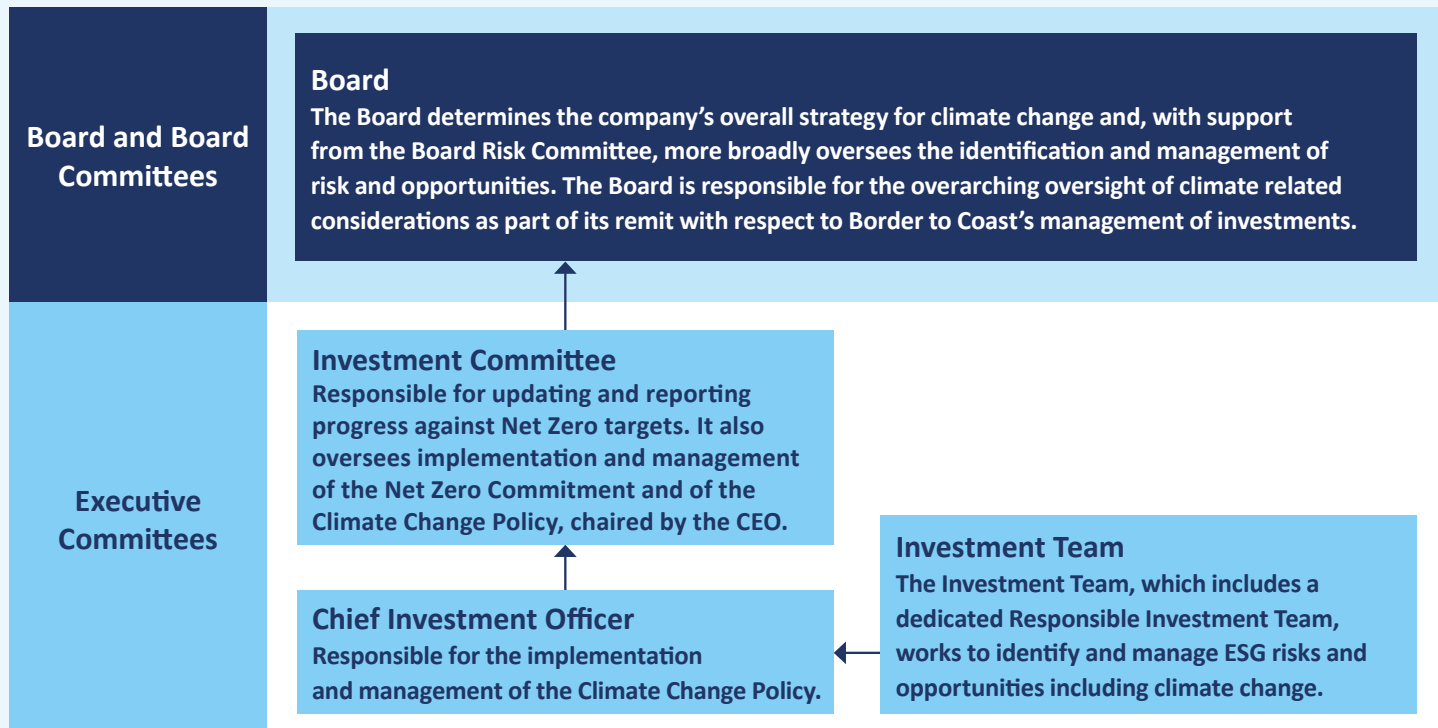 Board and Board
Committees
Board
The Board determines the company’s overall strategy for climate change and, with support
from the Board Risk Committee, more broadly oversees the identification and management of
risk and opportunities. The Board is responsible for the overarching oversight of climate related
considerations as part of its remit with respect to Border to Coast’s management of investments.
Executive
Committees
Investment Committee
Responsible for updating and reporting
progress against Net Zero targets. It also
oversees implementation and management
of the Net Zero Commitment and of the
Climate Change Policy, chaired by the CEO.
Chief Investment Officer
Responsible for the implementation
and management of the Climate Change Policy.
Investment Team
The Investment Team, which includes a
dedicated Responsible Investment Team,
works to identify and manage ESG risks and
opportunities including climate change.